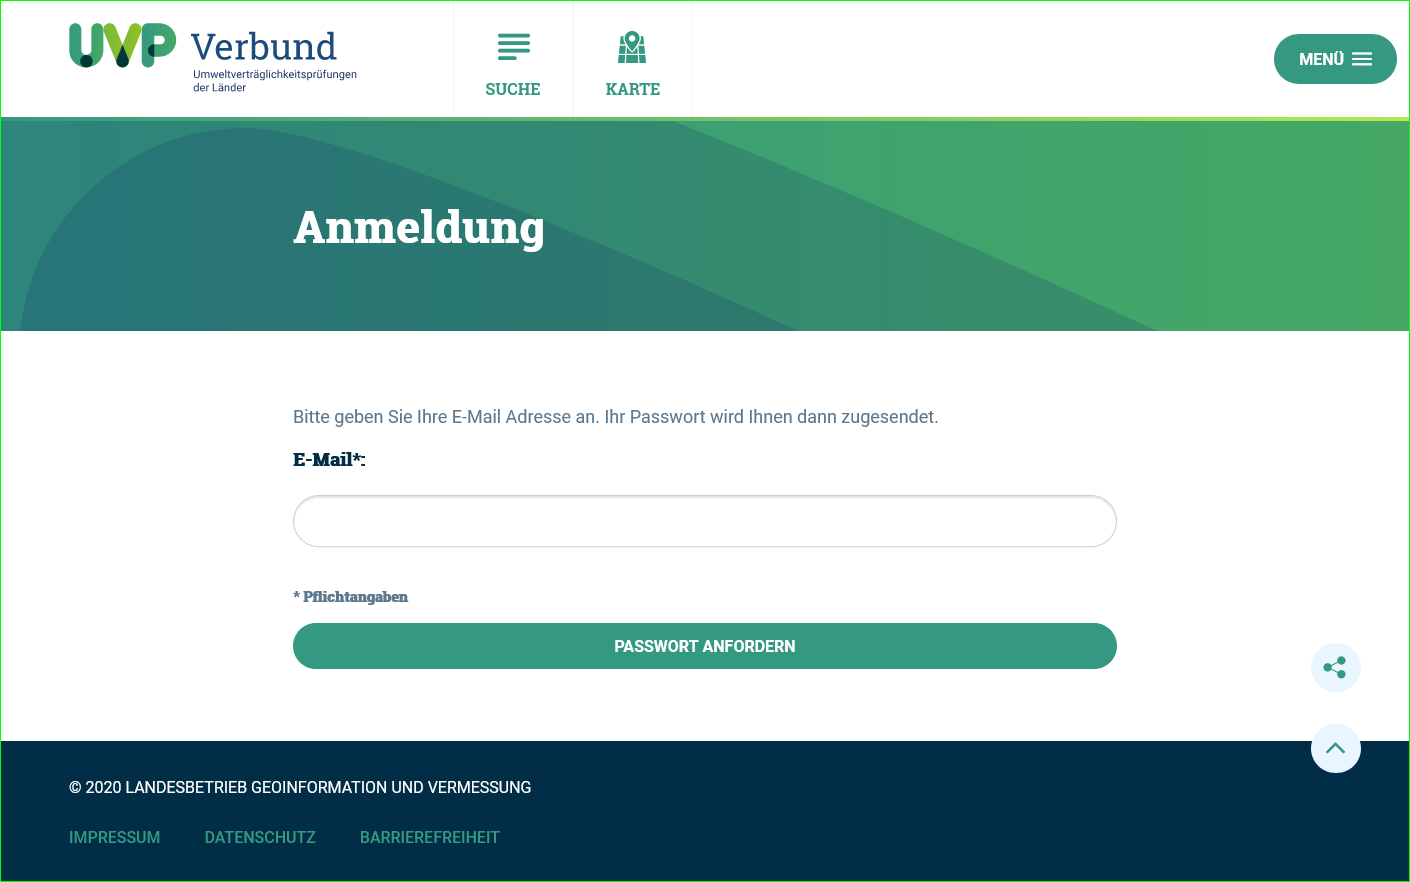 UVP Verbund
Umweltverträglichkeitsprüfungen
der Länder
SUCHE
KARTE
MENÜ
Anmeldung
Bitte geben Sie Ihre E-Mail Adresse an. Ihr Passwort wird Ihnen dann zugesendet.
E-Mail*:
* Pflichtangaben
PASSWORT ANFORDERN
© 2020 LANDESBETRIEB GEOINFORMATION UND VERMESSUNG
IMPRESSUM DATENSCHUTZ BARRIEREFREIHEIT